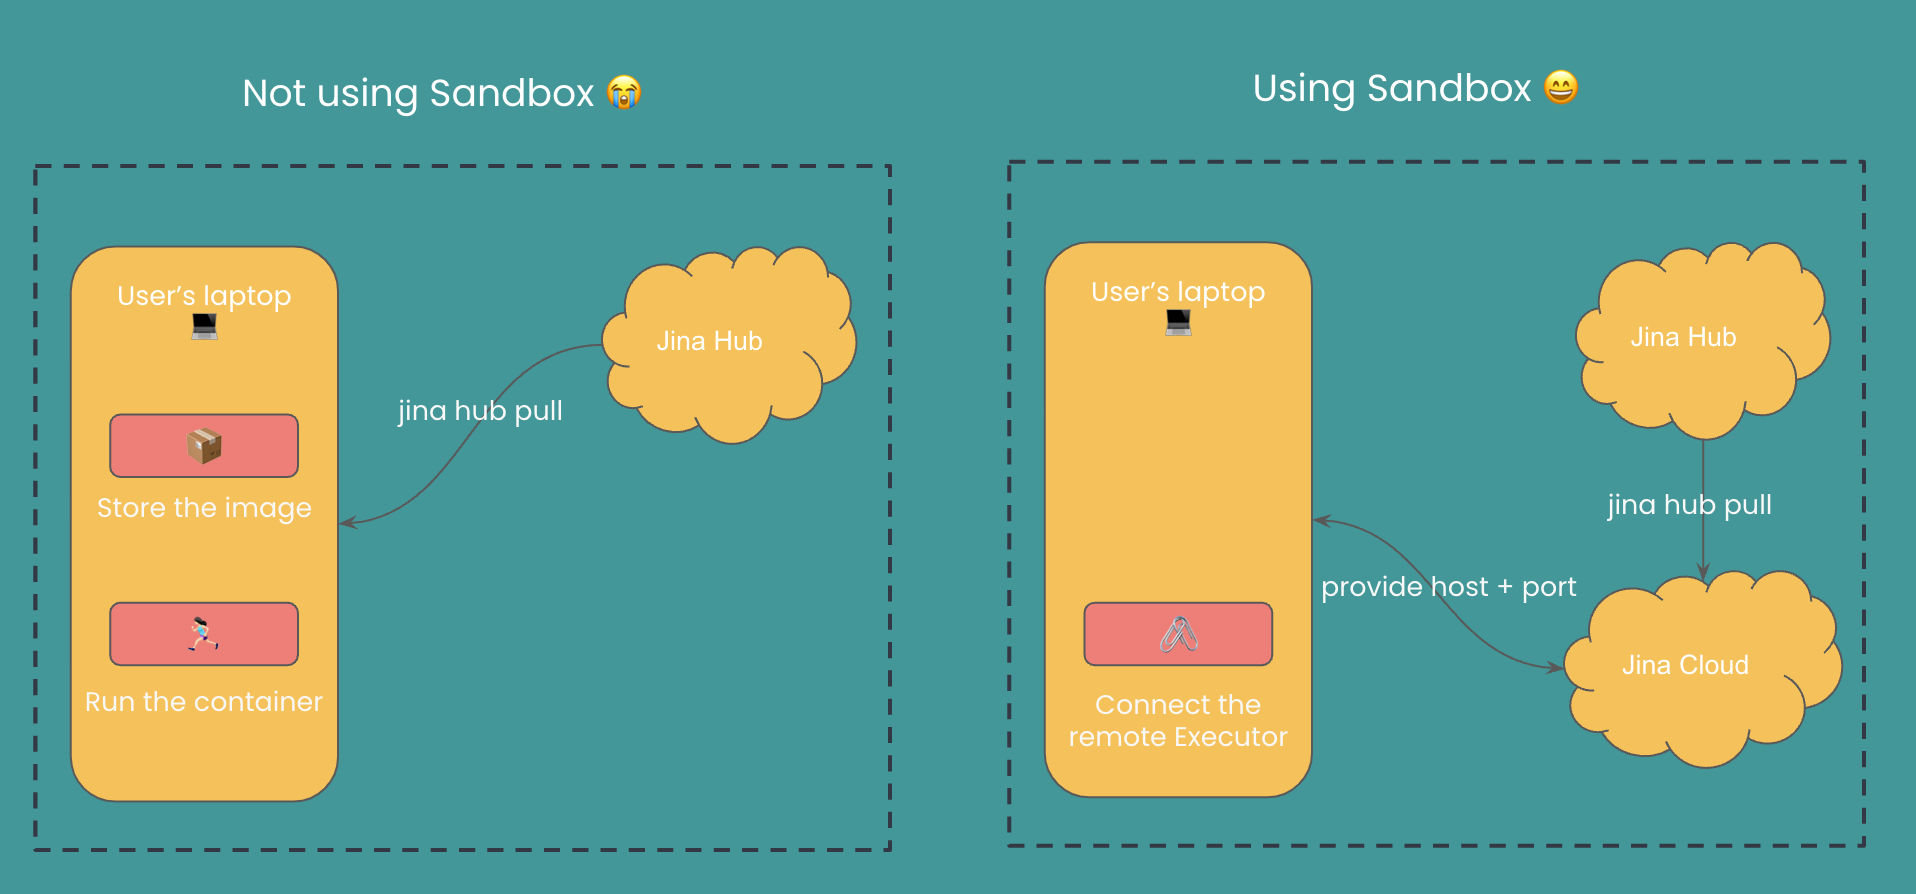 Not using Sandbox 😭
User’s laptop
💻
Jina Hub
jina hub pull
📦
Store the image
🏃🏻‍♀️
Run the container
Using Sandbox 😄
User’s laptop
💻
Jina Hub
jina hub pull
provide host + port
🖇
Jina Cloud
Connect the
remote Executor